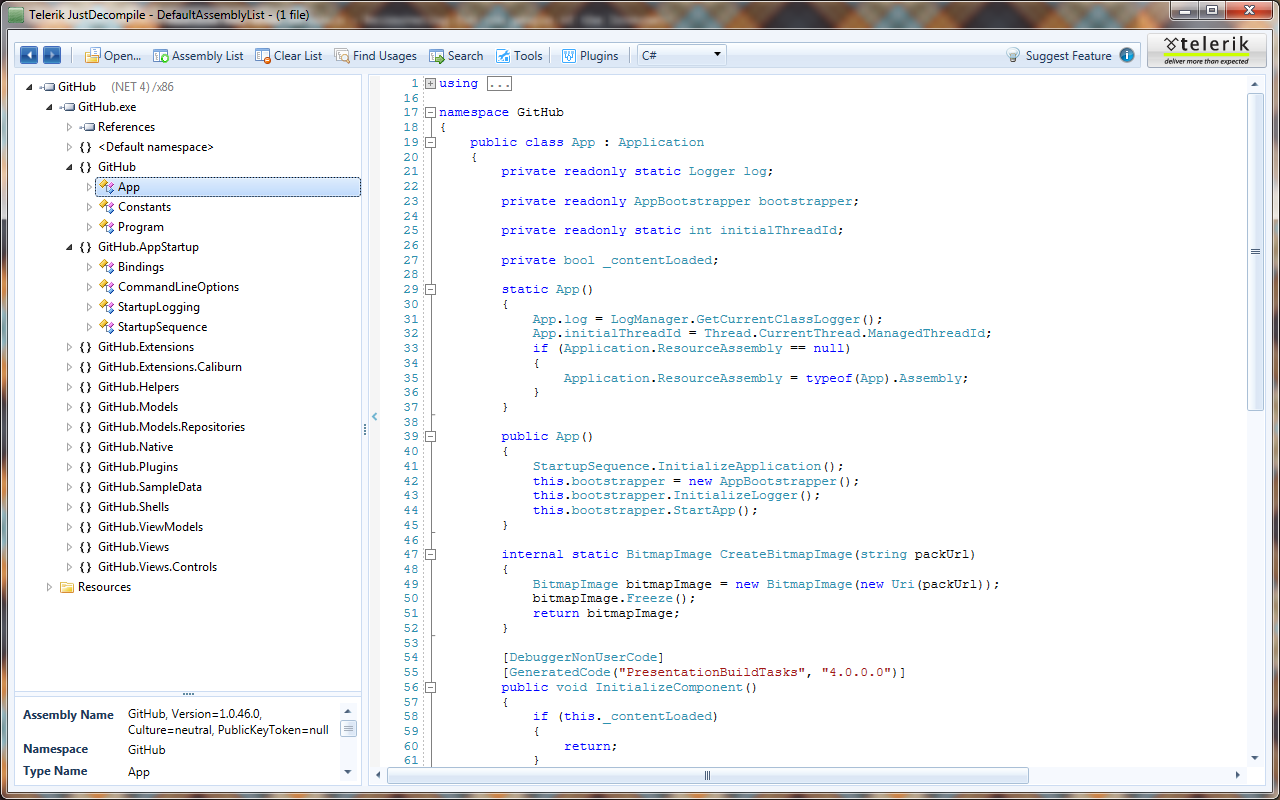 Telerik JustDecompile - DefaultAssemblyList - (1 file)
Open... Assembly List Clear List Find Usages Search Tools Plugins C# Suggest Feature
telerik
deliver more than expected
GitHub (NET 4) /x86
GitHub.exe
References
{} <Default namespace>
{} GitHub
App
Constants
Program
{} GitHub.AppStartup
Bindings
CommandLineOptions
StartupLogging
StartupSequence
{} GitHub.Extensions
{} GitHub.Extensions.Caliburn
{} GitHub.Helpers
{} GitHub.Models
{} GitHub.Models.Repositories
{} GitHub.Native
{} GitHub.Plugins
{} GitHub.SampleData
{} GitHub.Shells
{} GitHub.ViewModels
{} GitHub.Views
{} GitHub.Views.Controls
Resources
Assembly Name GitHub, Version=1.0.46.0,
Culture=neutral, PublicKeyToken=null
Namespace GitHub
Type Name App
1 using ...
16
17 namespace GitHub
18 {
19 public class App : Application
20 {
21 private readonly static Logger log;
22
23 private readonly AppBootstrapper bootstrapper;
24
25 private readonly static int initialThreadId;
26
27 private bool _contentLoaded;
28
29 static App()
30 {
31 App.log = LogManager.GetCurrentClassLogger();
32 App.initialThreadId = Thread.CurrentThread.ManagedThreadId;
33 if (Application.ResourceAssembly == null)
34 {
35 Application.ResourceAssembly = typeof(App).Assembly;
36 }
37 }
38
39 public App()
40 {
41 StartupSequence.InitializeApplication();
42 this.bootstrapper = new AppBootstrapper();
43 this.bootstrapper.InitializeLogger();
44 this.bootstrapper.StartApp();
45 }
46
47 internal static BitmapImage CreateBitmapImage(string packUrl)
48 {
49 BitmapImage bitmapImage = new BitmapImage(new Uri(packUrl));
50 bitmapImage.Freeze();
51 return bitmapImage;
52 }
53
54 [DebuggerNonUserCode]
55 [GeneratedCode("PresentationBuildTasks", "4.0.0.0")]
56 public void InitializeComponent()
57 {
58 if (this._contentLoaded)
59 {
60 return;
61 }